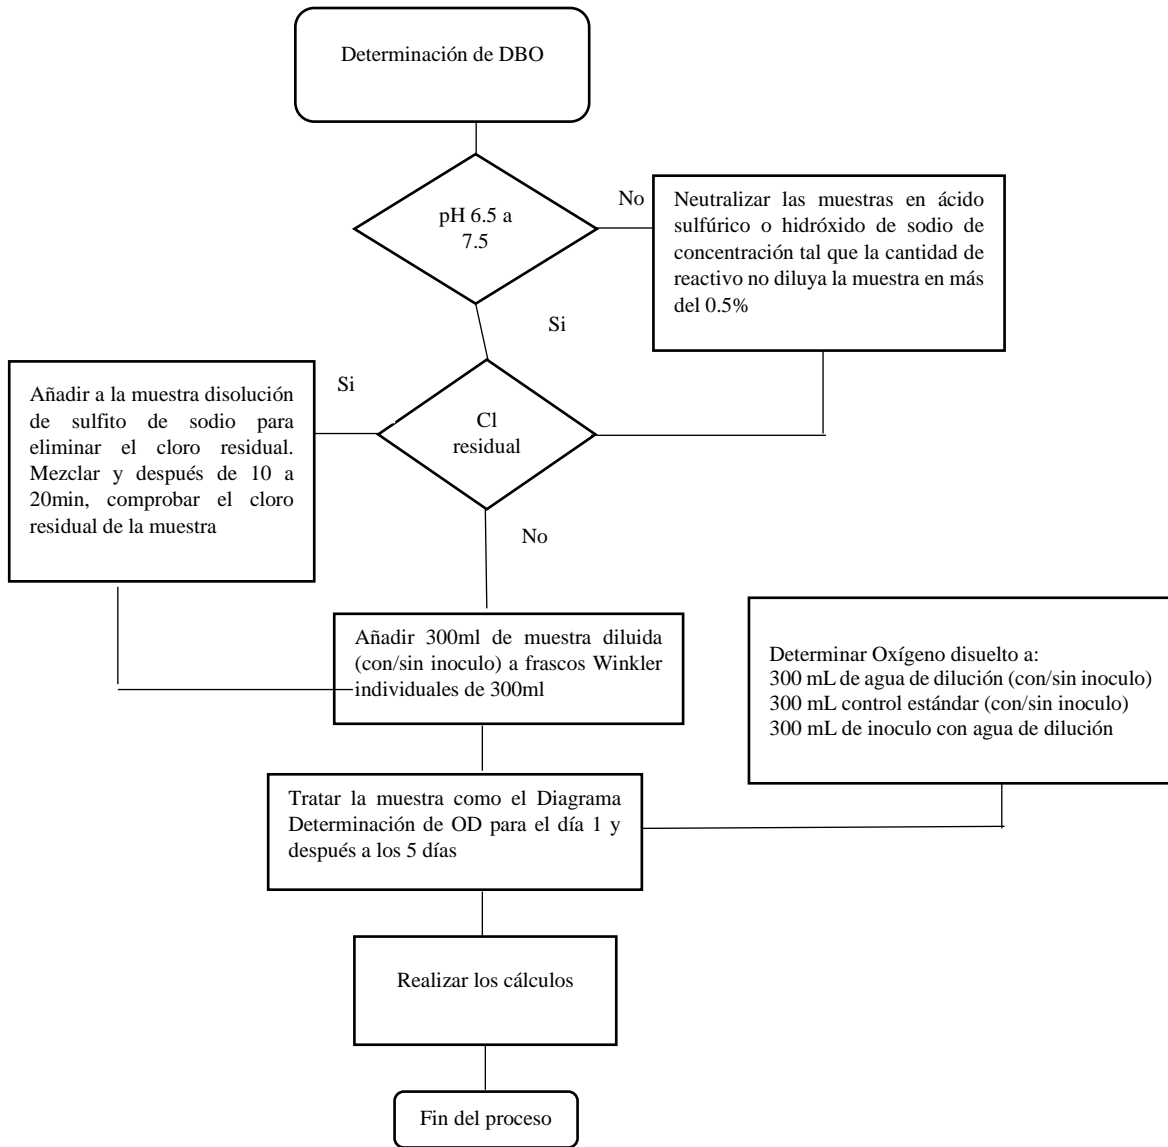 Determinación de DBO
pH 6.5 a
7.5
No
Neutralizar las muestras en ácido
sulfúrico o hidróxido de sodio de
concentración tal que la cantidad de
reactivo no diluya la muestra en más
del 0.5%
Si
Si
Añadir a la muestra disolución
de sulfito de sodio para
eliminar el cloro residual.
Mezclar y después de 10 a
20min, comprobar el cloro
residual de la muestra
Cl
residual
No
Añadir 300ml de muestra diluida
(con/sin inoculo) a frascos Winkler
individuales de 300ml
Determinar Oxígeno disuelto a:
300 mL de agua de dilución (con/sin inoculo)
300 mL control estándar (con/sin inoculo)
300 mL de inoculo con agua de dilución
Tratar la muestra como el Diagrama
Determinación de OD para el día 1 y
después a los 5 días
Realizar los cálculos
Fin del proceso